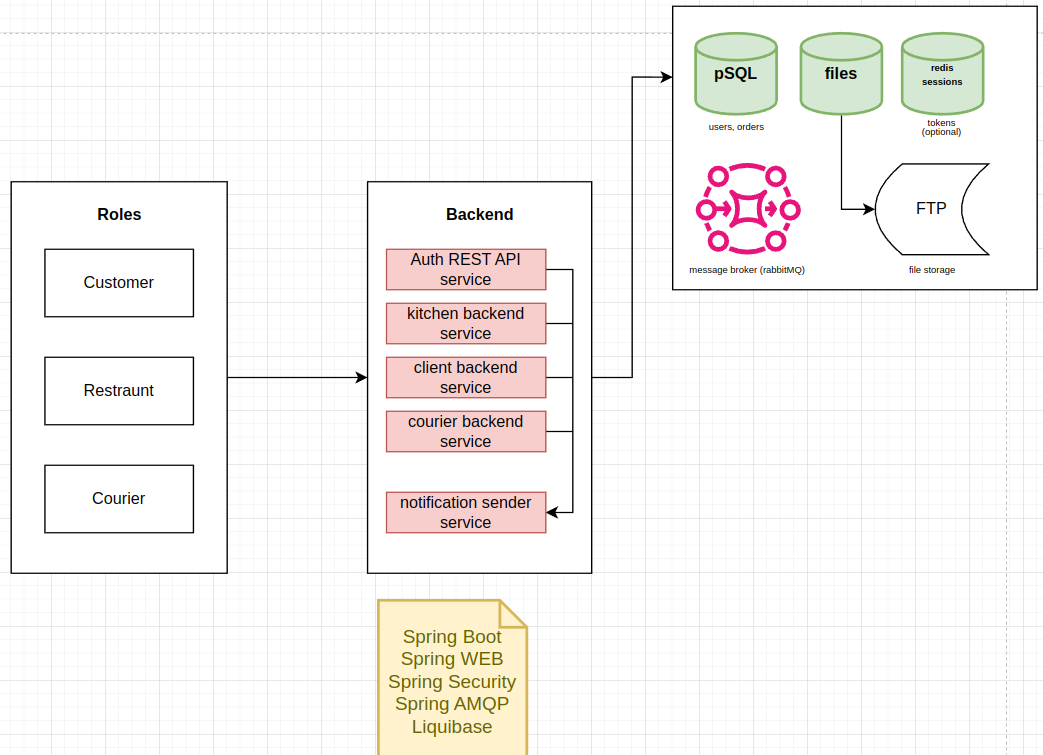 Roles
Customer
Restraunt
Courier
Backend
Auth REST API
service
kitchen backend
service
client backend
service
courier backend
service
notification sender
service
Spring Boot
Spring WEB
Spring Security
Spring AMQP
Liquibase
pSQL
users, orders
files
redis
sessions
tokens
(optional)
message broker (rabbitMQ)
FTP
file storage